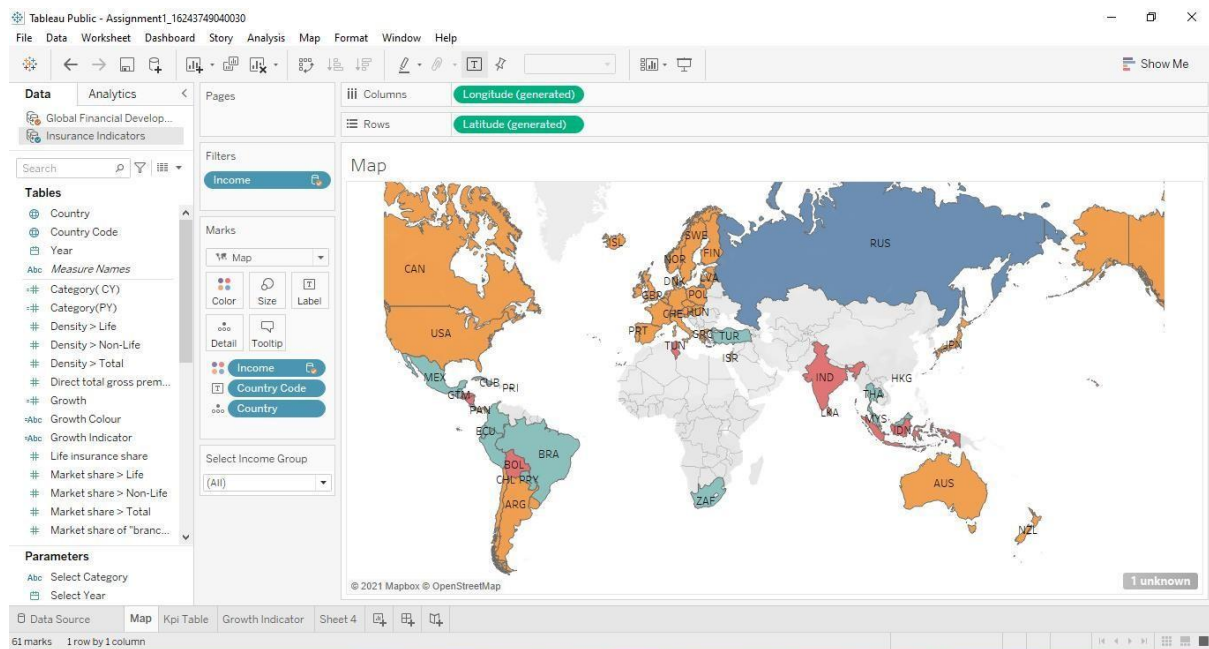 Tableau Public - Assignment1_16243749040030
File Data Worksheet Dashboard Story Analysis Map Format Window Help
Show Me
Data Analytics
Global Financial Develop...
Insurance Indicators
Search
Tables
Country
Country Code
Year
Abc Measure Names
Category( CY)
Category(PY)
Density > Life
Density > Non-Life
Density > Total
Direct total gross prem...
Growth
Abc Growth Colour
Abc Growth Indicator
Life insurance share
Market share > Life
Market share > Non-Life
Market share > Total
Market share of "branc...
Parameters
Abc Select Category
Select Year
Pages
Filters
Income
Marks
Map
Color Size Label
Detail Tooltip
Income
Country Code
Country
Select Income Group
(All)
Columns Longitude (generated)
Rows Latitude (generated)
Map
CAN
USA
MEX
CUB PRI
GTM
PAN
ECU
BRA
BOL
CHL PRY
ARG
ISL
SWE
NOR FIN
DNK LVA
GBR POL
CHE HUN
PRT GRC TUR
TUN
ISR
RUS
JPN
IND
HKG
THA
LKA
MYS
IDN
ZAF
AUS
NZL
© 2021 Mapbox © OpenStreetMap
1 unknown
Data Source Map Kpi Table Growth Indicator Sheet 4
61 marks 1 row by 1 column